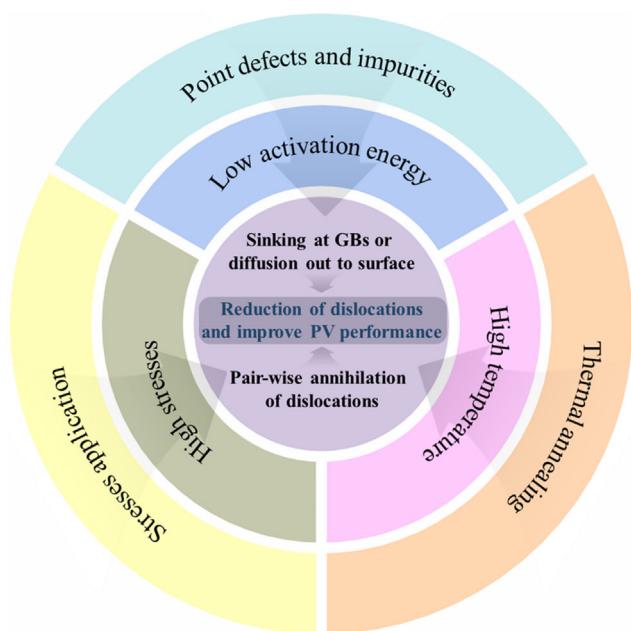 Point defects and impurities
Low activation energy
Sinking at GBs or
diffusion out to surface
Reduction of dislocations
and improve PV performance
Pair-wise annihilation
of dislocations
High stresses
Stresses application
High temperature
Thermal annealing